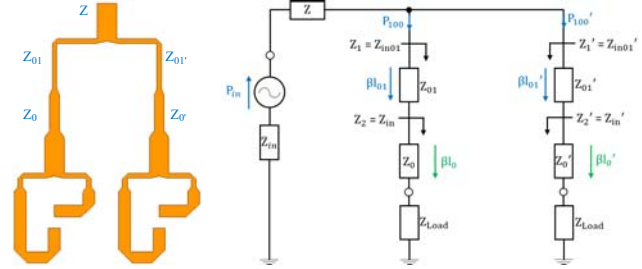 Z
Z01
Z01'
Z0
Z0'
Z
P100
P100′
Z1 = Zin01
Z1′ = Zin01′
Pin
βl01
Z01
βl01′
Z01′
Z2 = Zin
Z2′ = Zin′
Zin
Z0
βl0
Z0′
βl0′
ZLoad
ZLoad